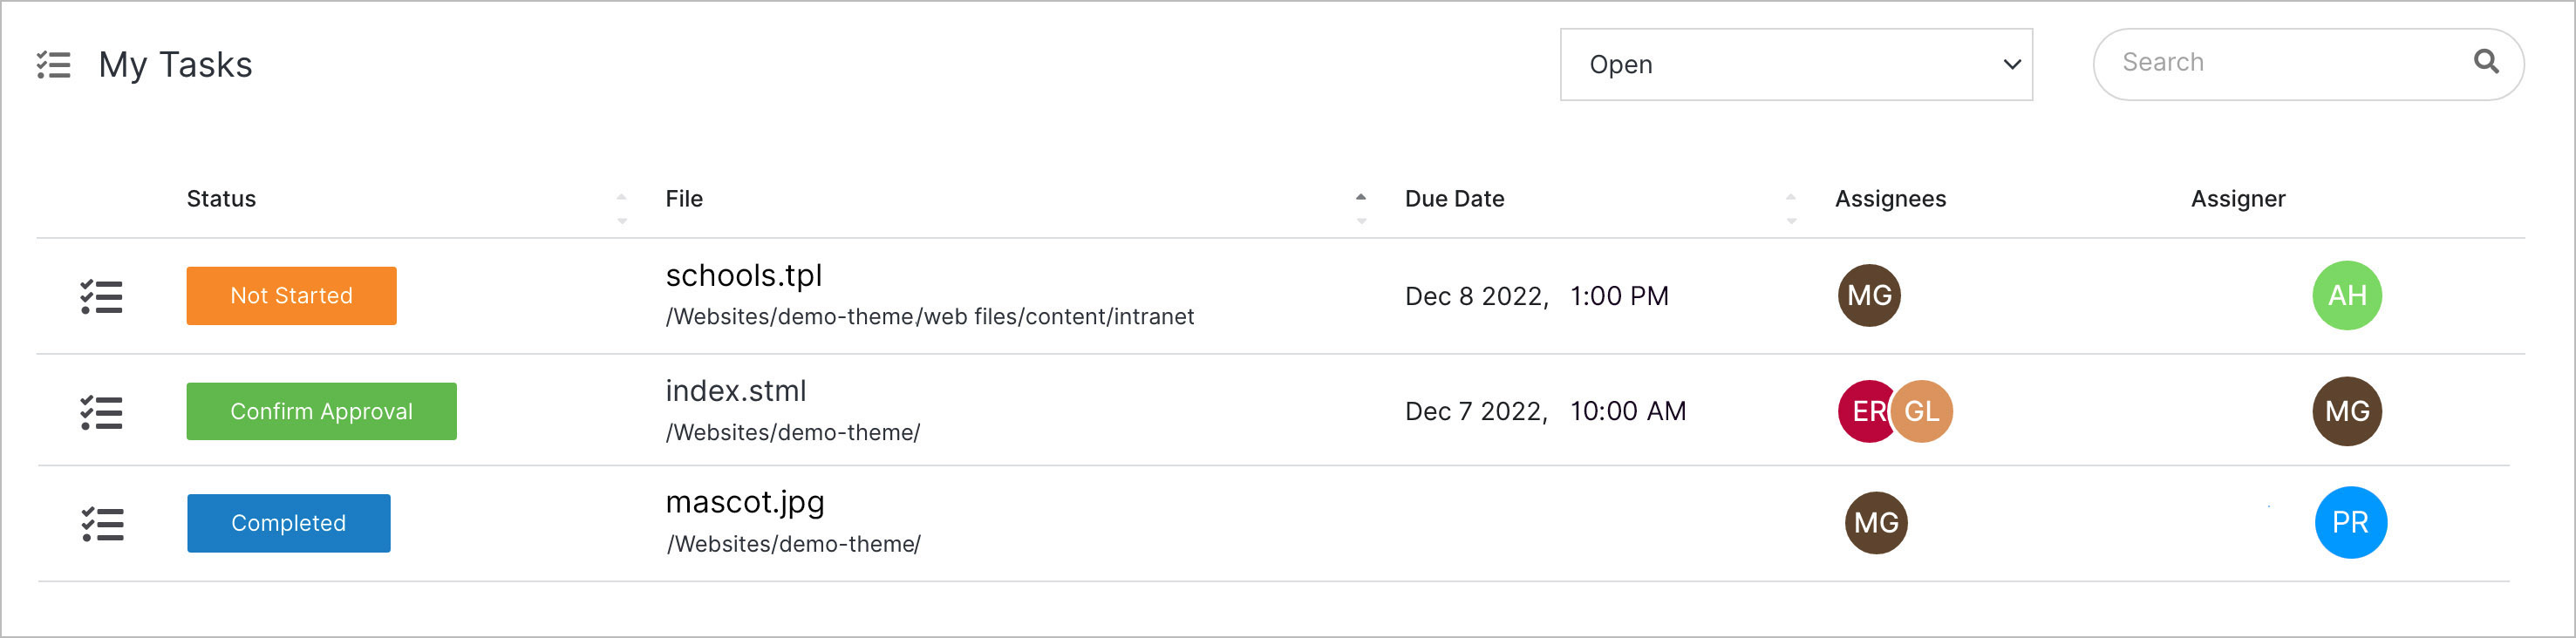 My Tasks
Open
Search
Status File Due Date Assignees Assigner
Not Started schools.tpl Dec 8 2022, 1:00 PM MG AH
/Websites/demo-theme/web files/content/intranet
Confirm Approval index.stml Dec 7 2022, 10:00 AM ER GL MG
/Websites/demo-theme/
Completed mascot.jpg MG PR
/Websites/demo-theme/